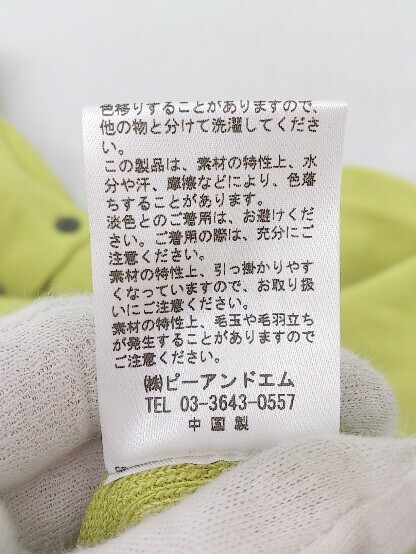 色移りすることがありますので、
他の物と分けて洗濯してくださ
い。
この製品は、素材の特性上、水
分や汗、摩擦などにより、色落
ちすることがあります。
淡色とのご着用は、お避けくだ
さい。ご着用の際は、充分にご
注意ください。
素材の特性上、引っ掛かりやす
くなっていますので、お取り扱
いにご注意ください。
素材の特性上、毛玉や毛羽立ち
が発生することがありますので
ご注意ください。
㈱ピーアンドエム
TEL 03-3643-0557
中国製